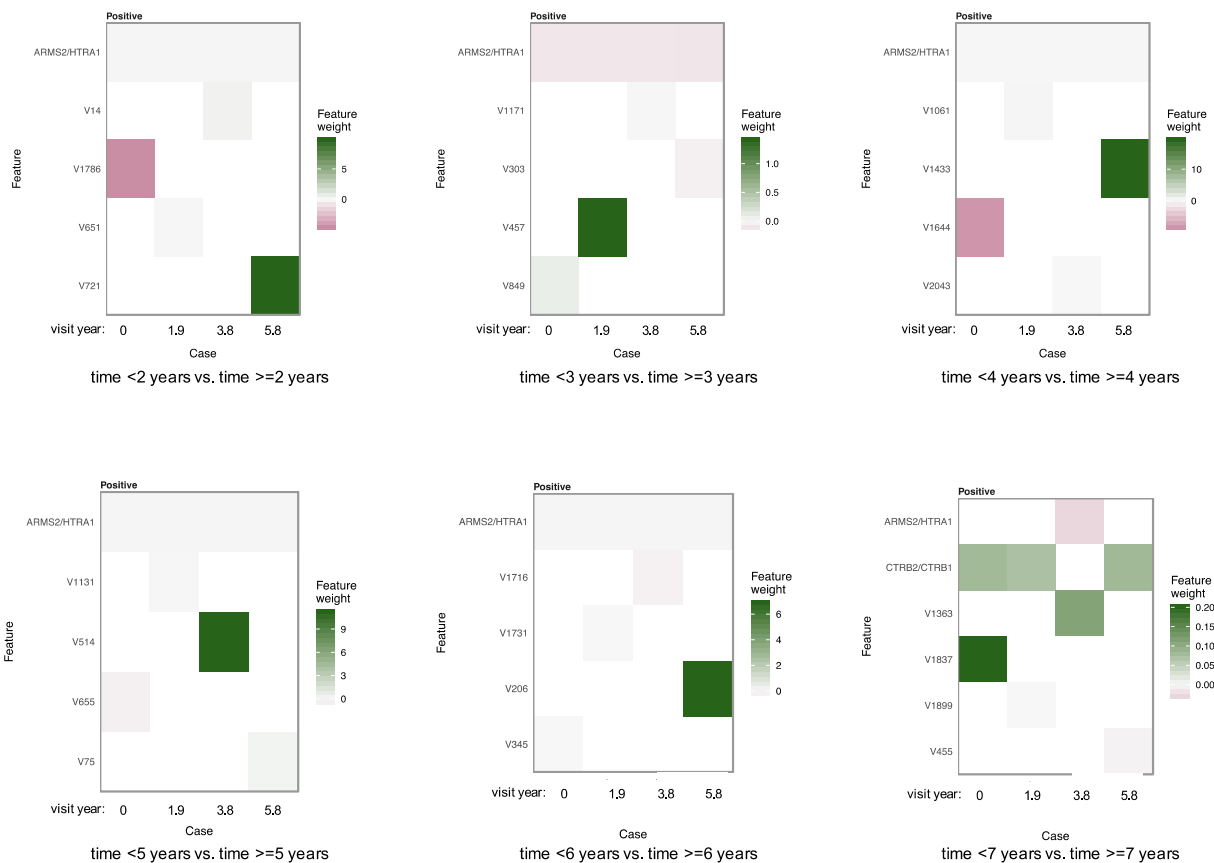 Positive
ARMS2/HTRA1
V14
V1786
V651
V721
Feature
Feature
weight
5
0
visit year: 0 1.9 3.8 5.8
Case
time <2 years vs. time >=2 years
Positive
ARMS2/HTRA1
V1171
V303
V457
V849
Feature
Feature
weight
1.0
0.5
0.0
visit year: 0 1.9 3.8 5.8
Case
time <3 years vs. time >=3 years
Positive
ARMS2/HTRA1
V1061
V1433
V1644
V2043
Feature
Feature
weight
10
0
visit year: 0 1.9 3.8 5.8
Case
time <4 years vs. time >=4 years
Positive
ARMS2/HTRA1
V1131
V514
V655
V75
Feature
Feature
weight
9
6
3
0
visit year: 0 1.9 3.8 5.8
Case
time <5 years vs. time >=5 years
Positive
ARMS2/HTRA1
V1716
V1731
V206
V345
Feature
Feature
weight
6
4
2
0
visit year: 0 1.9 3.8 5.8
Case
time <6 years vs. time >=6 years
Positive
ARMS2/HTRA1
CTRB2/CTRB1
V1363
V1837
V1899
V455
Feature
Feature
weight
0.20
0.15
0.10
0.05
0.00
visit year: 0 1.9 3.8 5.8
Case
time <7 years vs. time >=7 years